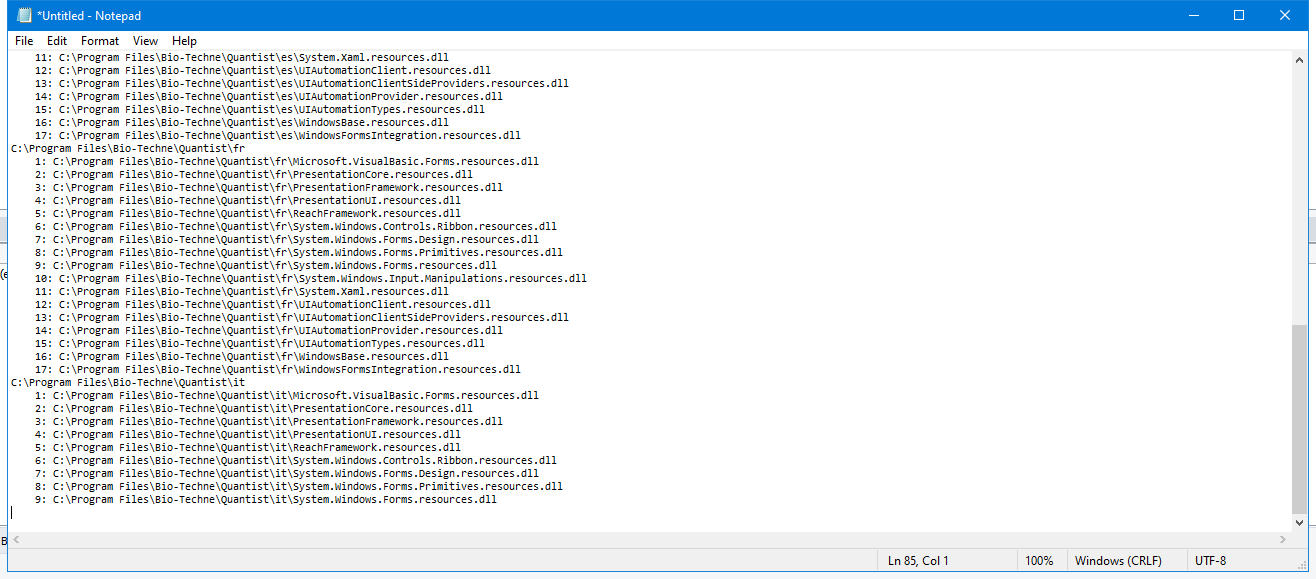 *Untitled - Notepad
File Edit Format View Help
11: C:\Program Files\Bio-Techne\Quantist\es\System.Xaml.resources.dll
12: C:\Program Files\Bio-Techne\Quantist\es\UIAutomationClient.resources.dll
13: C:\Program Files\Bio-Techne\Quantist\es\UIAutomationClientSideProviders.resources.dll
14: C:\Program Files\Bio-Techne\Quantist\es\UIAutomationProvider.resources.dll
15: C:\Program Files\Bio-Techne\Quantist\es\UIAutomationTypes.resources.dll
16: C:\Program Files\Bio-Techne\Quantist\es\WindowsBase.resources.dll
17: C:\Program Files\Bio-Techne\Quantist\es\WindowsFormsIntegration.resources.dll
C:\Program Files\Bio-Techne\Quantist\fr
1: C:\Program Files\Bio-Techne\Quantist\fr\Microsoft.VisualBasic.Forms.resources.dll
2: C:\Program Files\Bio-Techne\Quantist\fr\PresentationCore.resources.dll
3: C:\Program Files\Bio-Techne\Quantist\fr\PresentationFramework.resources.dll
4: C:\Program Files\Bio-Techne\Quantist\fr\PresentationUI.resources.dll
5: C:\Program Files\Bio-Techne\Quantist\fr\ReachFramework.resources.dll
6: C:\Program Files\Bio-Techne\Quantist\fr\System.Windows.Controls.Ribbon.resources.dll
7: C:\Program Files\Bio-Techne\Quantist\fr\System.Windows.Forms.Design.resources.dll
8: C:\Program Files\Bio-Techne\Quantist\fr\System.Windows.Forms.Primitives.resources.dll
9: C:\Program Files\Bio-Techne\Quantist\fr\System.Windows.Forms.resources.dll
10: C:\Program Files\Bio-Techne\Quantist\fr\System.Windows.Input.Manipulations.resources.dll
11: C:\Program Files\Bio-Techne\Quantist\fr\System.Xaml.resources.dll
12: C:\Program Files\Bio-Techne\Quantist\fr\UIAutomationClient.resources.dll
13: C:\Program Files\Bio-Techne\Quantist\fr\UIAutomationClientSideProviders.resources.dll
14: C:\Program Files\Bio-Techne\Quantist\fr\UIAutomationProvider.resources.dll
15: C:\Program Files\Bio-Techne\Quantist\fr\UIAutomationTypes.resources.dll
16: C:\Program Files\Bio-Techne\Quantist\fr\WindowsBase.resources.dll
17: C:\Program Files\Bio-Techne\Quantist\fr\WindowsFormsIntegration.resources.dll
C:\Program Files\Bio-Techne\Quantist\it
1: C:\Program Files\Bio-Techne\Quantist\it\Microsoft.VisualBasic.Forms.resources.dll
2: C:\Program Files\Bio-Techne\Quantist\it\PresentationCore.resources.dll
3: C:\Program Files\Bio-Techne\Quantist\it\PresentationFramework.resources.dll
4: C:\Program Files\Bio-Techne\Quantist\it\PresentationUI.resources.dll
5: C:\Program Files\Bio-Techne\Quantist\it\ReachFramework.resources.dll
6: C:\Program Files\Bio-Techne\Quantist\it\System.Windows.Controls.Ribbon.resources.dll
7: C:\Program Files\Bio-Techne\Quantist\it\System.Windows.Forms.Design.resources.dll
8: C:\Program Files\Bio-Techne\Quantist\it\System.Windows.Forms.Primitives.resources.dll
9: C:\Program Files\Bio-Techne\Quantist\it\System.Windows.Forms.resources.dll
Ln 85, Col 1 100% Windows (CRLF) UTF-8